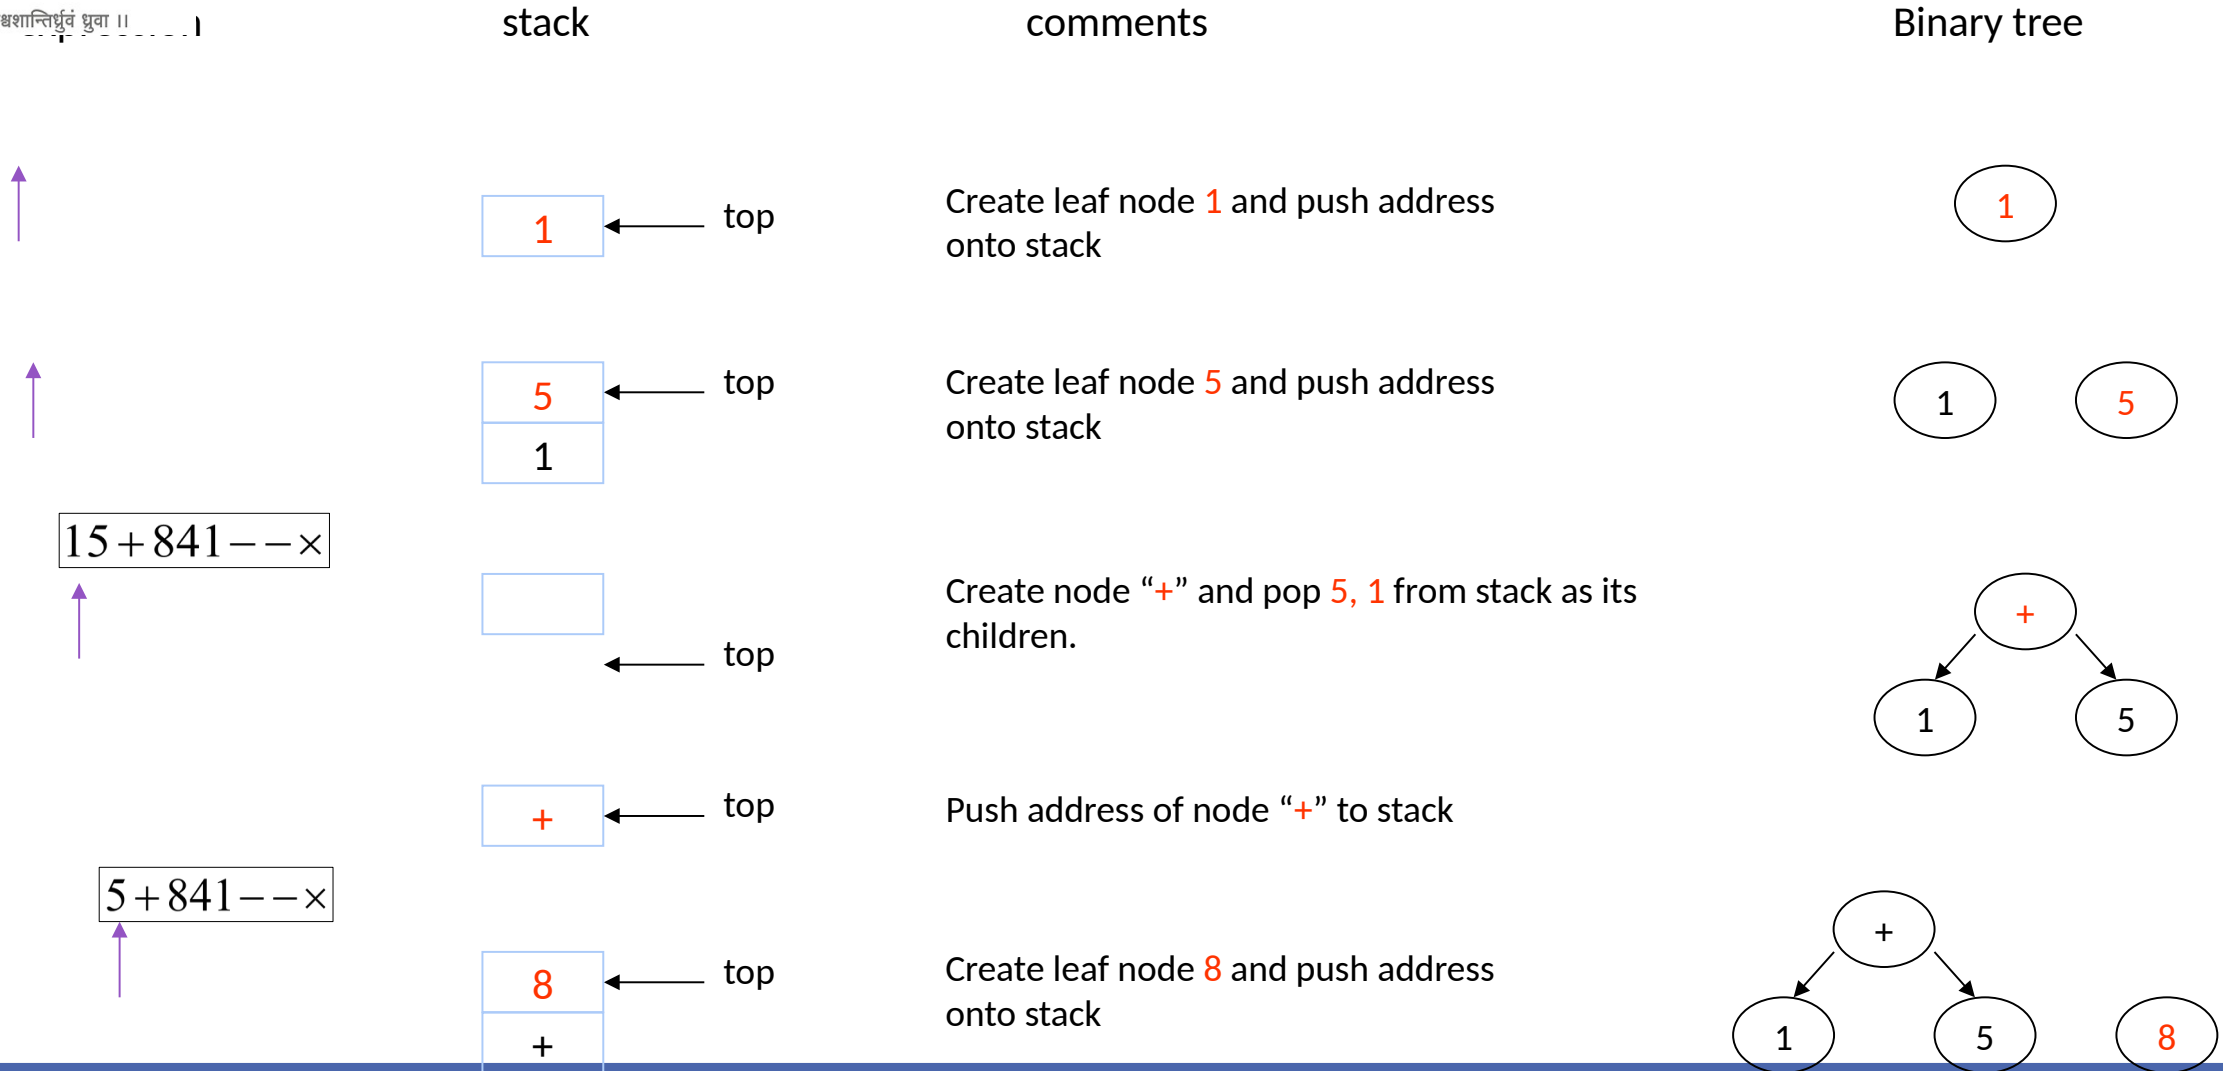 श्वशान्तिर्ध्रुवं ध्रुवा ।।
stack
comments
Binary tree
1
top
Create leaf node 1 and push address
onto stack
1
5
top
1
Create leaf node 5 and push address
onto stack
1
5
15+841−−×
top
Create node “+” and pop 5, 1 from stack as its
children.
+
1
5
+
top
Push address of node “+” to stack
5+841−−×
8
top
+
Create leaf node 8 and push address
onto stack
+
1
5
8